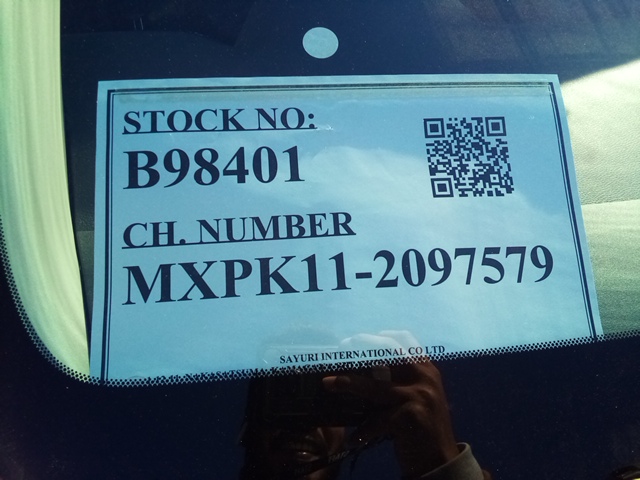 STOCK NO:
B98401
CH. NUMBER
MXPK11-2097579
SAYURI INTERNATIONAL CO LTD